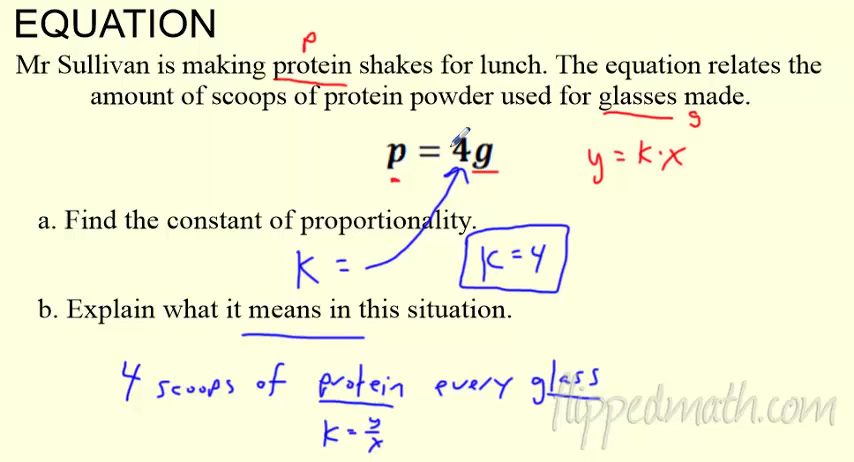 EQUATION
p
Mr Sullivan is making protein shakes for lunch. The equation relates the
amount of scoops of protein powder used for glasses made.
g
p = 4g
y = k·x
a. Find the constant of proportionality.
K =
K = 4
b. Explain what it means in this situation.
4 scoops of protein every glass
k = y/x
flippedmath.com